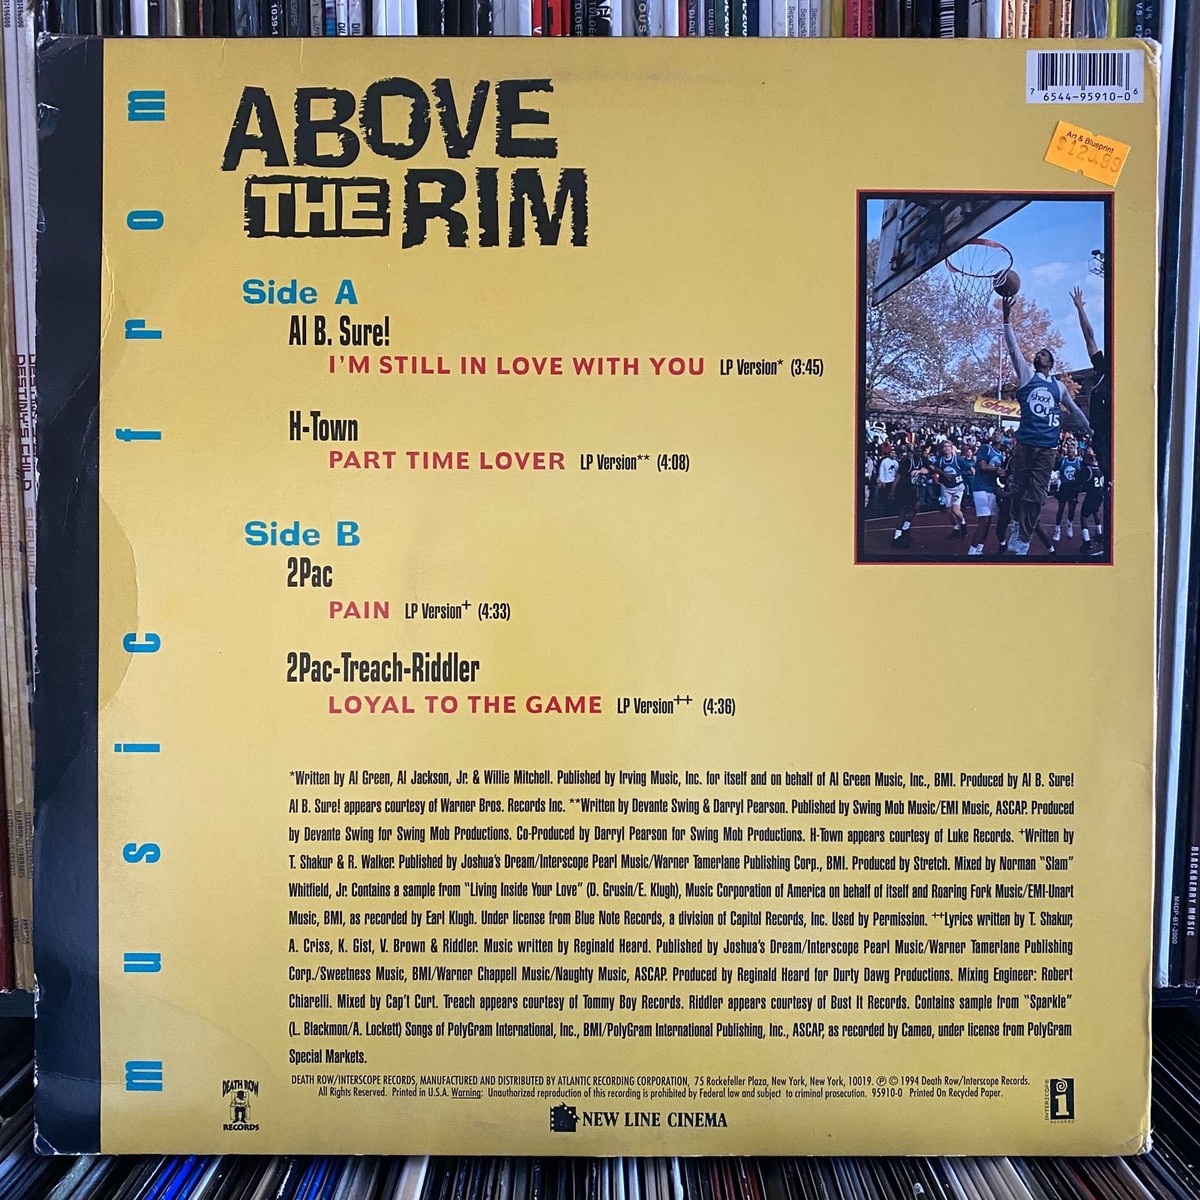 music from
ABOVE
THE RIM
7 65444-95910-0 6
Art & Blueprint
Side A
Al B. Sure!
I'M STILL IN LOVE WITH YOU LP Version* (3:45)
H-Town
PART TIME LOVER LP Version** (4:08)
Side B
2Pac
PAIN LP Version+ (4:33)
2Pac-Treach-Riddler
LOYAL TO THE GAME LP Version++ (4:36)
shoot
Out
15
*Written by Al Green, Al Jackson, Jr. & Willie Mitchell. Published by Irving Music, Inc. for itself and on behalf of Al Green Music, Inc., BMI. Produced by Al B. Sure!
Al B. Sure! appears courtesy of Warner Bros. Records Inc. **Written by Devante Swing & Darryl Pearson. Published by Swing Mob Music/EMI Music, ASCAP. Produced
by Devante Swing for Swing Mob Productions. Co-Produced by Darryl Pearson for Swing Mob Productions. H-Town appears courtesy of Luke Records. +Written by
T. Shakur & R. Walker. Published by Joshua's Dream/Interscope Pearl Music/Warner Tamerlane Publishing Corp., BMI. Produced by Stretch. Mixed by Norman "Slam"
Whitfield, Jr. Contains a sample from "Living Inside Your Love" (D. Grusin/E. Klugh), Music Corporation of America on behalf of itself and Roaring Fork Music/EMI-Unart
Music, BMI, as recorded by Earl Klugh. Under license from Blue Note Records, a division of Capitol Records, Inc. Used by Permission. ++Lyrics written by T. Shakur,
A. Criss, K. Gist, V. Brown & Riddler. Music written by Reginald Heard. Published by Joshua's Dream/Interscope Pearl Music/Warner Tamerlane Publishing
Corp./Sweetness Music, BMI/Warner Chappell Music/Naughty Music, ASCAP. Produced by Reginald Heard for Durty Dawg Productions. Mixing Engineer: Robert
Chiarelli. Mixed by Cap't Curt. Treach appears courtesy of Tommy Boy Records. Riddler appears courtesy of Bust It Records. Contains sample from "Sparkle"
(L. Blackmon/A. Lockett) Songs of PolyGram International, Inc., BMI/PolyGram International Publishing, Inc., ASCAP, as recorded by Cameo, under license from PolyGram
Special Markets.
DEATH ROW/INTERSCOPE RECORDS, MANUFACTURED AND DISTRIBUTED BY ATLANTIC RECORDING CORPORATION, 75 Rockefeller Plaza, New York, New York, 10019. ℗ © 1994 Death Row/Interscope Records.
All Rights Reserved. Printed in U.S.A. Warning: Unauthorized reproduction of this recording is prohibited by Federal law and subject to criminal prosecution. 95910-0 Printed On Recycled Paper.
DEATH ROW
RECORDS
NEW LINE CINEMA
INTERSCOPE
RECORDS
DESTINY'S CHILD
BLACKBERRY MUSIC